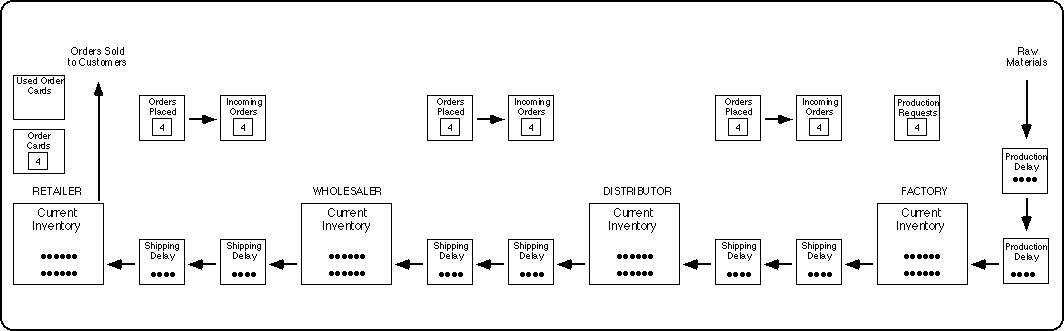 Orders Sold
to Customers
Raw
Materials
Used Order
Cards
Orders
Placed
4
Incoming
Orders
4
Orders
Placed
4
Incoming
Orders
4
Orders
Placed
4
Incoming
Orders
4
Production
Requests
4
Order
Cards
4
Production
Delay
RETAILER
WHOLESALER
DISTRIBUTOR
FACTORY
Current
Inventory
Shipping
Delay
Shipping
Delay
Current
Inventory
Shipping
Delay
Shipping
Delay
Current
Inventory
Shipping
Delay
Shipping
Delay
Current
Inventory
Production
Delay